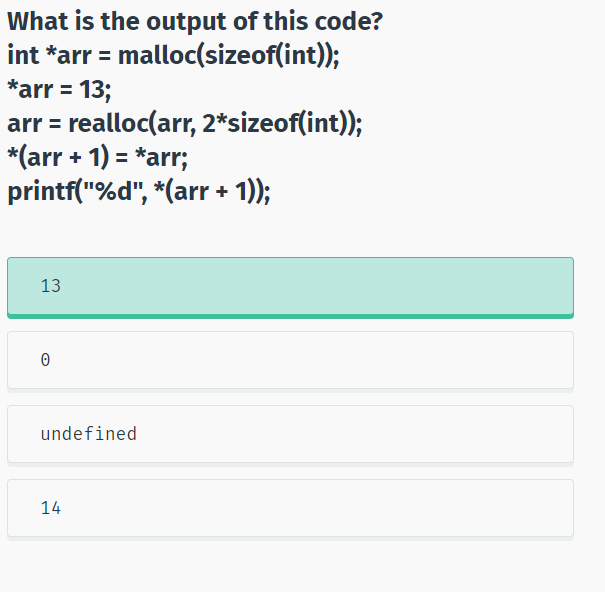 What is the output of this code?
int *arr = malloc(sizeof(int));
*arr = 13;
arr = realloc(arr, 2*sizeof(int));
*(arr + 1) = *arr;
printf("%d", *(arr + 1));
13
0
undefined
14